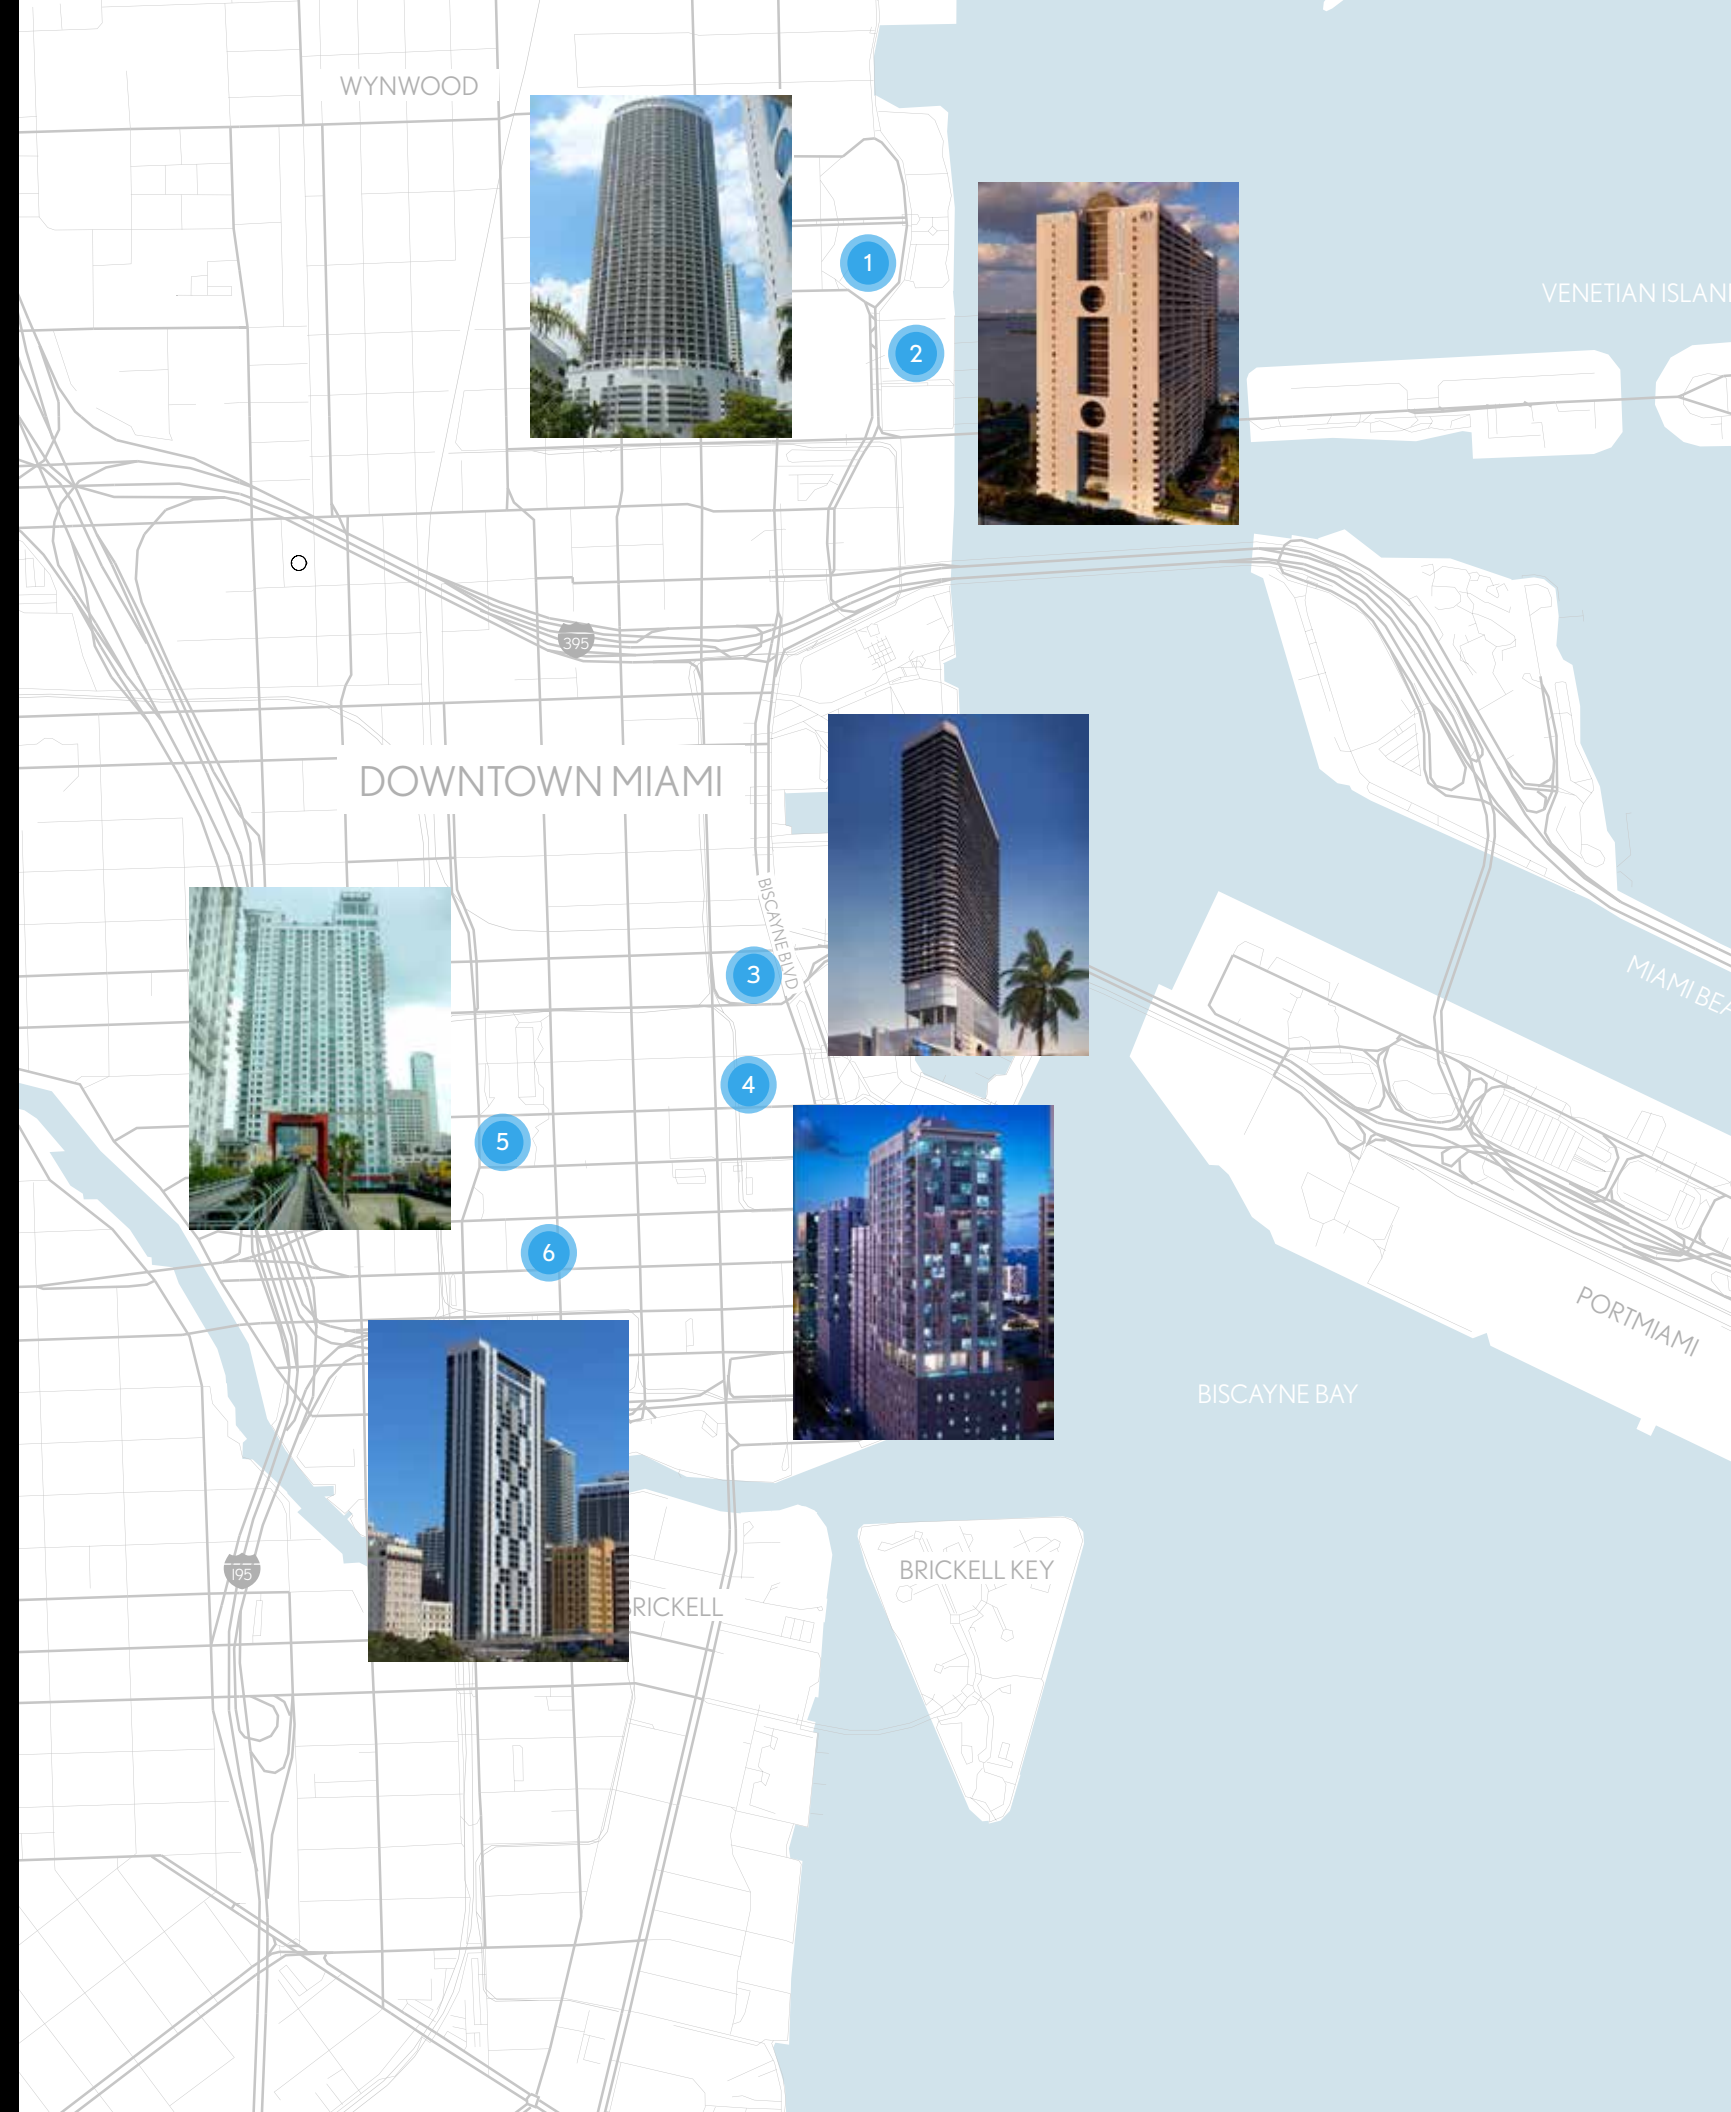 WYNWOOD
1
VENETIAN ISLAN
2
395
DOWNTOWN MIAMI
BISCAYNE BLVD
3
MIAMI BEA
4
5
6
PORTMIAMI
BISCAYNE BAY
BRICKELL KEY
195
BRICKELL